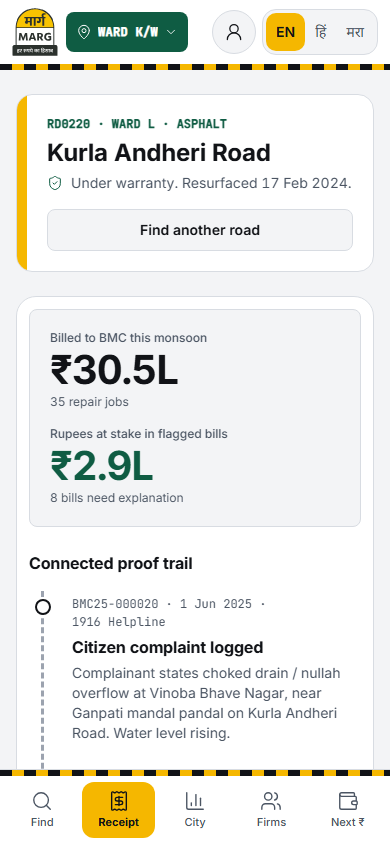 मार्ग
MARG
हर रुपये का हिसाब
WARD K/W
EN
हिं
मरा
RD0220 · WARD L · ASPHALT
Kurla Andheri Road
Under warranty. Resurfaced 17 Feb 2024.
Find another road
Billed to BMC this monsoon
₹30.5L
35 repair jobs
Rupees at stake in flagged bills
₹2.9L
8 bills need explanation
Connected proof trail
BMC25-000020 · 1 Jun 2025 ·
1916 Helpline
Citizen complaint logged
Complainant states choked drain / nullah
overflow at Vinoba Bhave Nagar, near
Ganpati mandal pandal on Kurla Andheri
Road. Water level rising.
Find
Receipt
City
Firms
Next ₹